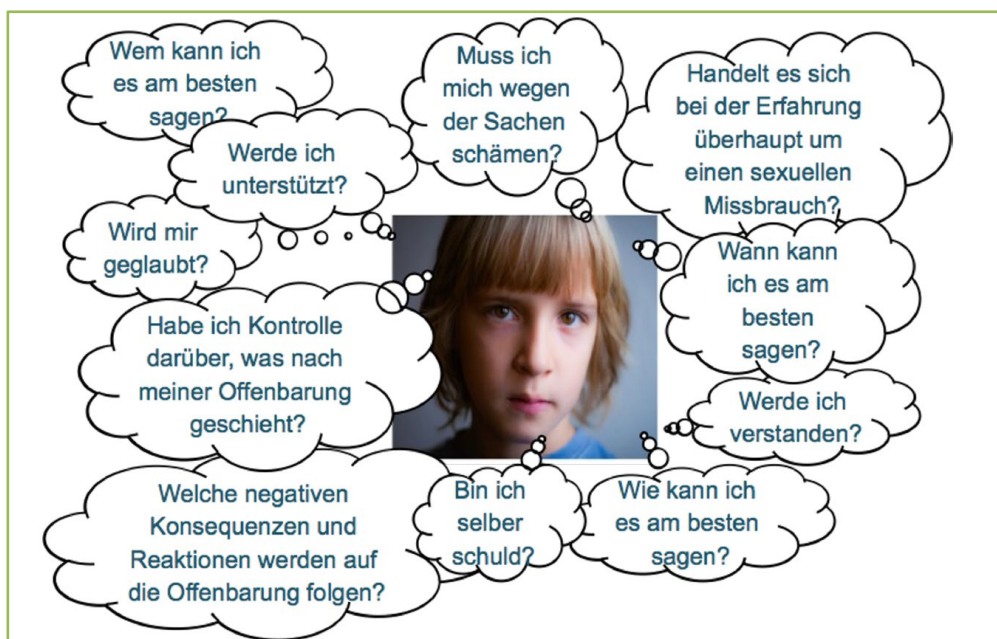 Wem kann ich
es am besten
sagen?
Werde ich
unterstützt?
Wird mir
geglaubt?
Muss ich
mich wegen
der Sachen
schämen?
Handelt es sich
bei der Erfahrung
überhaupt um
einen sexuellen
Missbrauch?
Habe ich Kontrolle
darüber, was nach
meiner Offenbarung
geschieht?
Wann kann
ich es am
besten
sagen?
Werde ich
verstanden?
Welche negativen
Konsequenzen und
Reaktionen werden auf
die Offenbarung folgen?
Bin ich
selber
schuld?
Wie kann ich
es am besten
sagen?